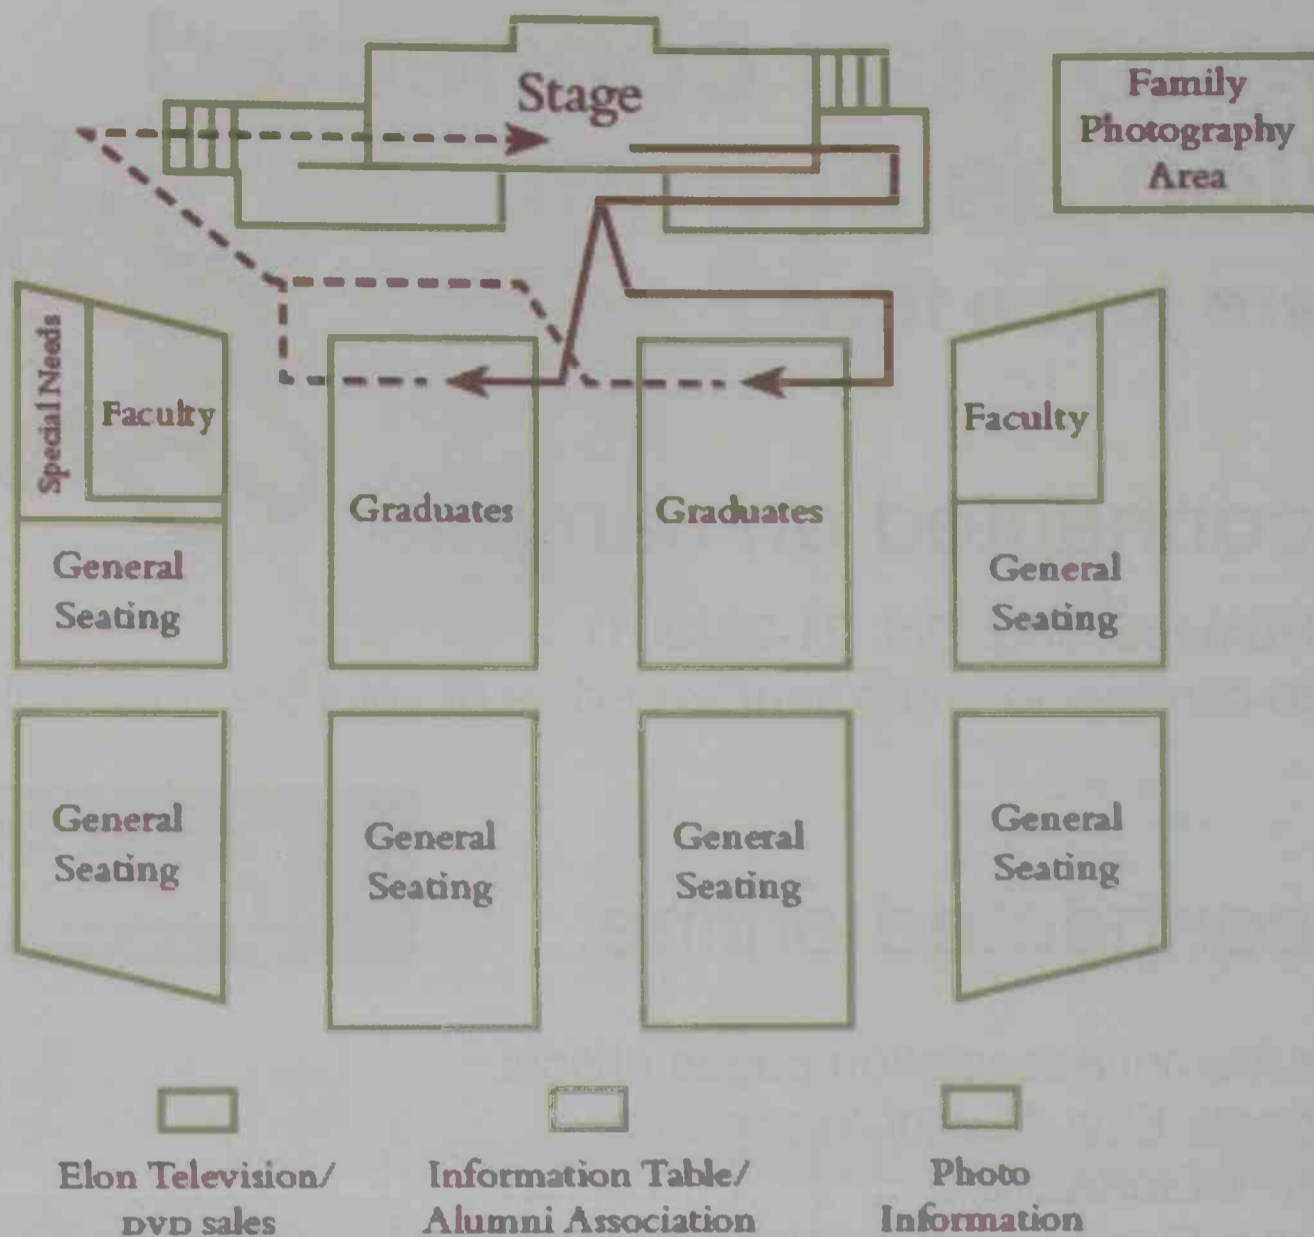 Stage
Family
Photography
Area
Special Needs
Faculty
Graduates
Graduates
Faculty
General
Seating
General
Seating
General
Seating
General
Seating
General
Seating
General
Seating
Elon Television/
DVD sales
Information Table/
Alumni Association
Photo
Information